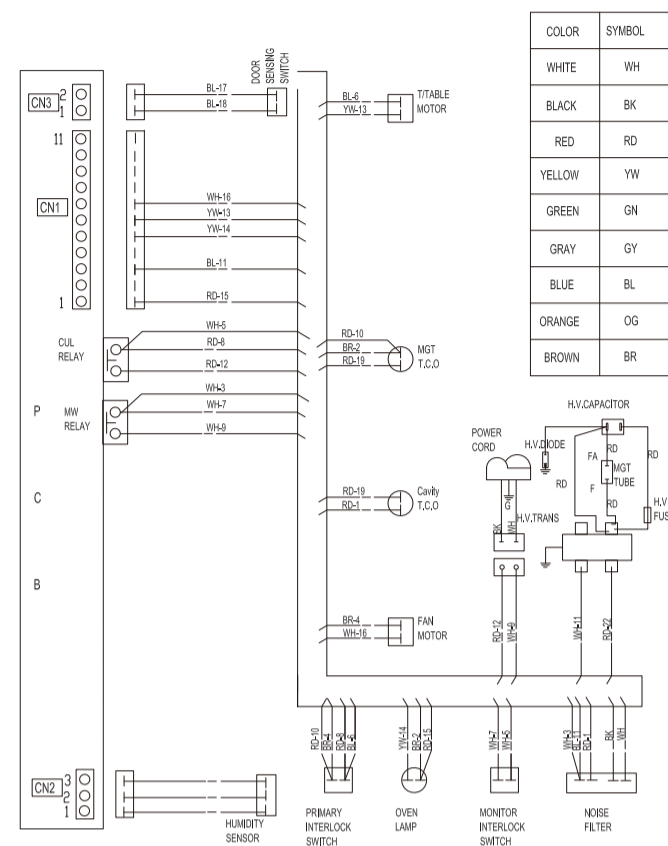 COLOR SYMBOL
WHITE WH
BLACK BK
RED RD
YELLOW YW
GREEN GN
GRAY GY
BLUE BL
ORANGE OG
BROWN BR
CN3
2
1
BL-17
BL-18
DOOR
SENSING
SWITCH
BL-6
YW-13
T/TABLE
MOTOR
11
CN1
1
WH-16
YW-13
YW-14
BL-11
RD-15
CUL
RELAY
WH-5
RD-8
RD-12
RD-10
BR-2
RD-19
MGT
T.C.O
P
MW
RELAY
WH-3
WH-7
WH-9
C
RD-19
RD-1
Cavity
T.C.O
B
BR-4
WH-16
FAN
MOTOR
POWER
CORD
G
BK
WH
H.V.TRANS
H.V.DIODE
H.V.CAPACITOR
RD
FA
RD
MGT
TUBE
F
RD
RD
H.V
FUS
RD-12
WH-9
WH-11
RD-22
RD-10
BR-4
RD-8
BL-6
YW-14
BR-2
RD-15
WH-7
WH-5
WH-3
BL-11
RD-1
BK
WH
CN2
3
2
1
HUMIDITY
SENSOR
PRIMARY
INTERLOCK
SWITCH
OVEN
LAMP
MONITOR
INTERLOCK
SWITCH
NOISE
FILTER